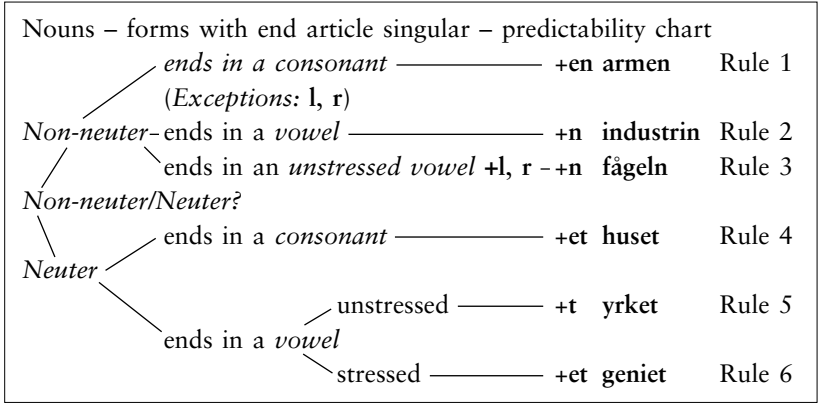 Nouns – forms with end article singular – predictability chart
ends in a consonant +en armen Rule 1
(Exceptions: l, r)
Non-neuter ends in a vowel +n industrin Rule 2
ends in an unstressed vowel +l, r +n fågeln Rule 3
Non-neuter/Neuter?
ends in a consonant +et huset Rule 4
Neuter
unstressed +t yrket Rule 5
ends in a vowel
stressed +et geniet Rule 6